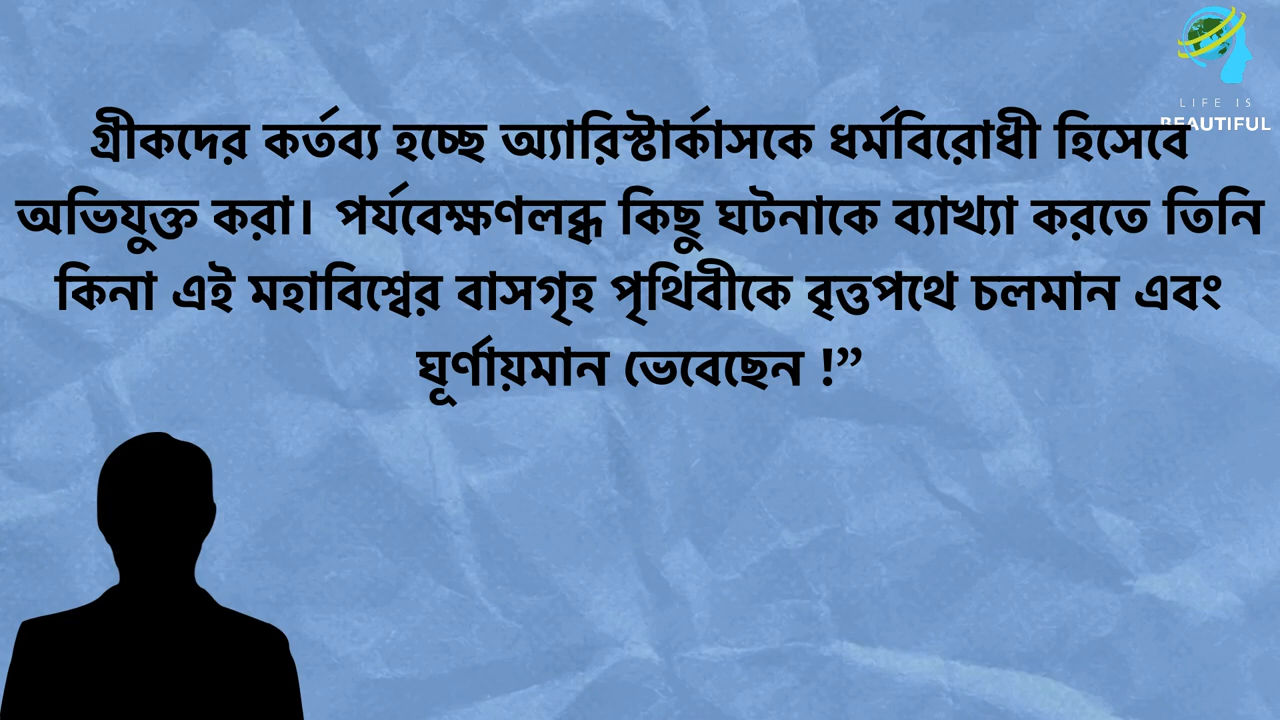 LIFE IS
BEAUTIFUL
গ্রীকদের কর্তব্য হচ্ছে অ্যারিস্টার্কাসকে ধর্মবিরোধী হিসেবে
অভিযুক্ত করা। পর্যবেক্ষণলব্ধ কিছু ঘটনাকে ব্যাখ্যা করতে তিনি
কিনা এই মহাবিশ্বের বাসগৃহ পৃথিবীকে বৃত্তপথে চলমান এবং
ঘূর্ণায়মান ভেবেছেন !”